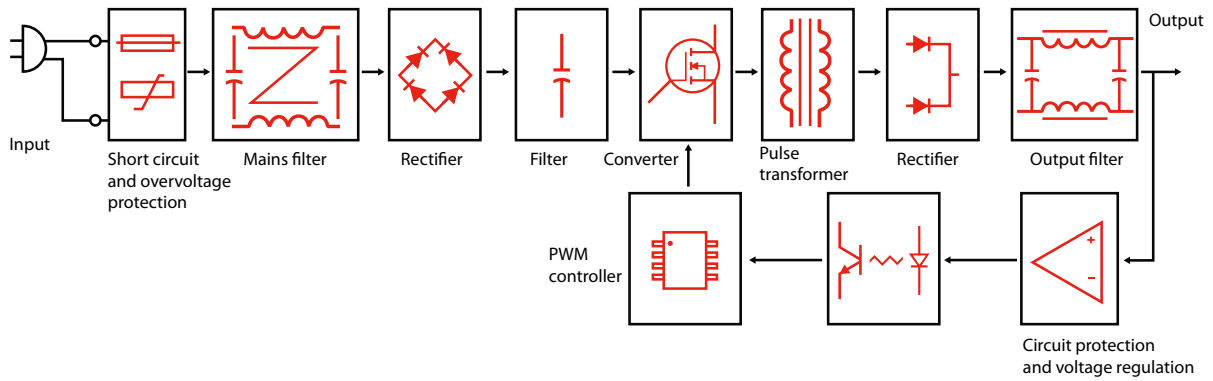 Output
Input
Short circuit
and overvoltage
protection
Mains filter
Rectifier
Filter
Converter
Pulse
transformer
Rectifier
Output filter
PWM
controller
+
−
Circuit protection
and voltage regulation